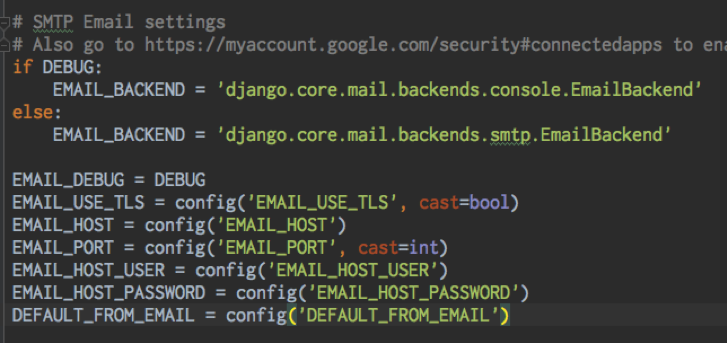 # SMTP Email settings
# Also go to https://myaccount.google.com/security#connectedapps to
if DEBUG:
    EMAIL_BACKEND = 'django.core.mail.backends.console.EmailBackend'
else:
    EMAIL_BACKEND = 'django.core.mail.backends.smtp.EmailBackend'
EMAIL_DEBUG = DEBUG
EMAIL_USE_TLS = config('EMAIL_USE_TLS', cast=bool)
EMAIL_HOST = config('EMAIL_HOST')
EMAIL_PORT = config('EMAIL_PORT', cast=int)
EMAIL_HOST_USER = config('EMAIL_HOST_USER')
EMAIL_HOST_PASSWORD = config('EMAIL_HOST_PASSWORD')
DEFAULT_FROM_EMAIL = config('DEFAULT_FROM_EMAIL')